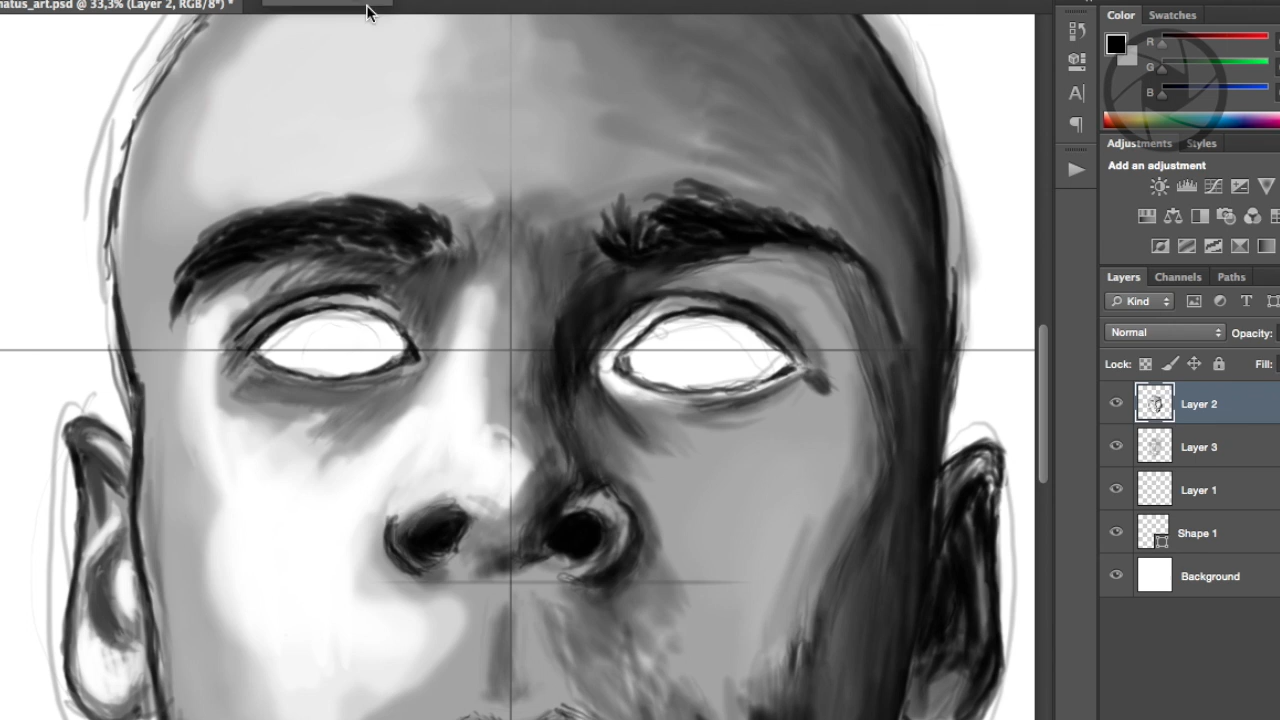 natus_art.psd @ 33,3% (Layer 2, RGB/8*) *
Color Swatches
R
G
B
Adjustments Styles
Add an adjustment
Layers Channels Paths
Kind
Normal Opacity:
Lock: Fill:
Layer 2
Layer 3
Layer 1
Shape 1
Background